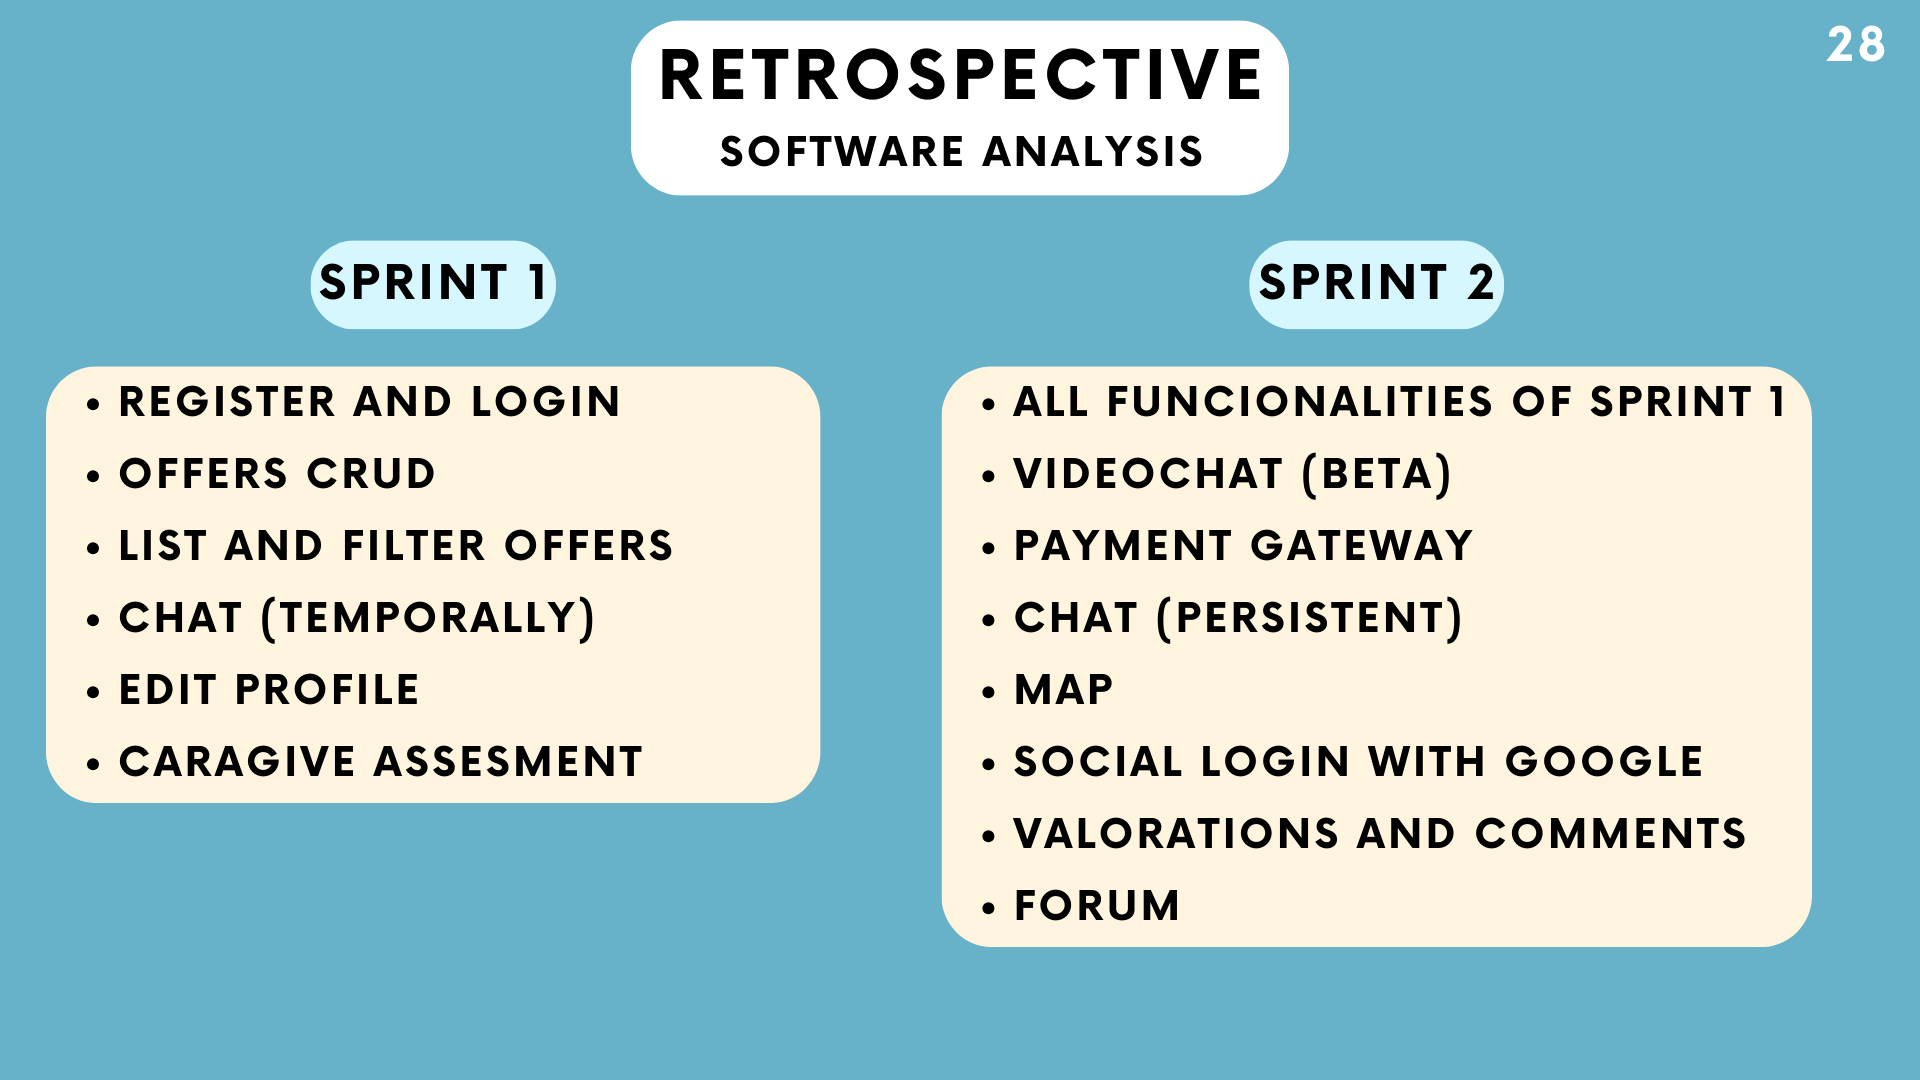 28
RETROSPECTIVE
SOFTWARE ANALYSIS
SPRINT 1
• REGISTER AND LOGIN
• OFFERS CRUD
• LIST AND FILTER OFFERS
• CHAT (TEMPORALLY)
• EDIT PROFILE
• CARAGIVE ASSESMENT
SPRINT 2
• ALL FUNCIONALITIES OF SPRINT 1
• VIDEOCHAT (BETA)
• PAYMENT GATEWAY
• CHAT (PERSISTENT)
• MAP
• SOCIAL LOGIN WITH GOOGLE
• VALORATIONS AND COMMENTS
• FORUM